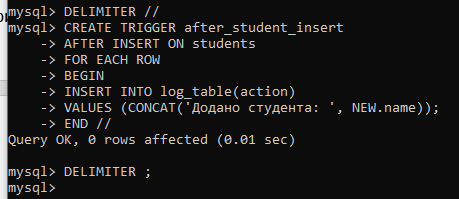 mysql> DELIMITER //
mysql> CREATE TRIGGER after_student_insert
    -> AFTER INSERT ON students
    -> FOR EACH ROW
    -> BEGIN
    -> INSERT INTO log_table(action)
    -> VALUES (CONCAT('Додано студента: ', NEW.name));
    -> END //
Query OK, 0 rows affected (0.01 sec)

mysql> DELIMITER ;
mysql>